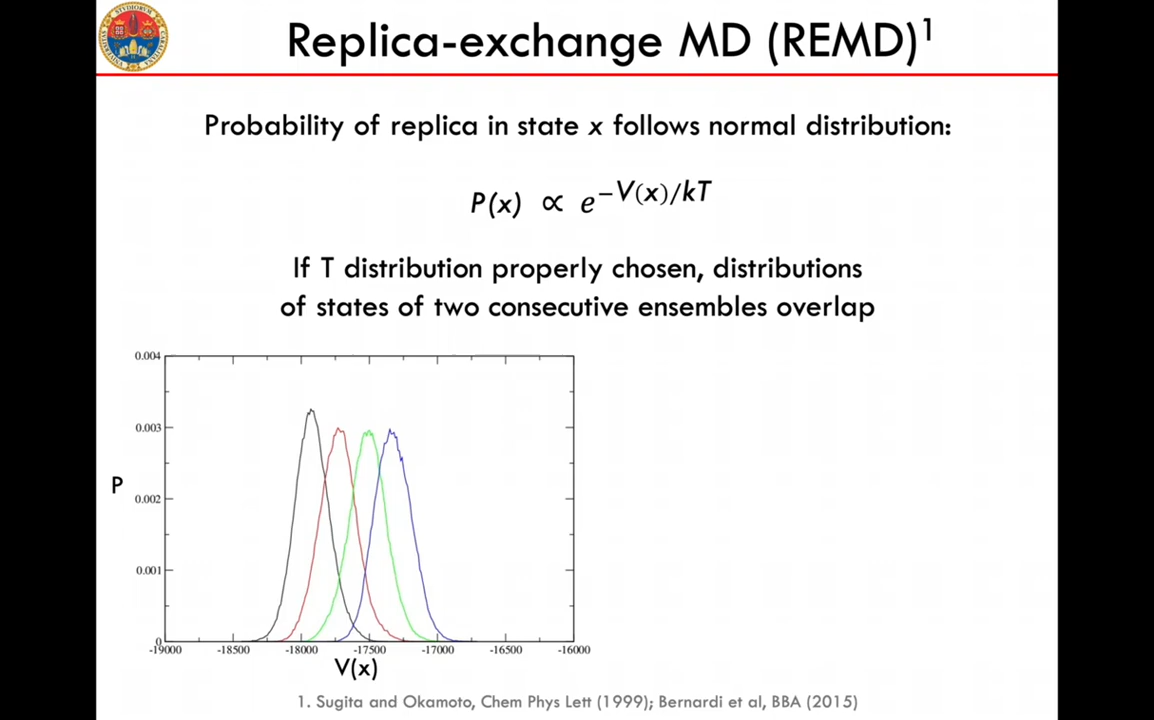 Replica-exchange MD (REMD)¹
Probability of replica in state x follows normal distribution:
P(x) ∝ e^−V(x)/kT
If T distribution properly chosen, distributions
of states of two consecutive ensembles overlap
0.004
0.003
P
0.002
0.001
0
-19000 -18500 -18000 -17500 -17000 -16500 -16000
V(x)
1. Sugita and Okamoto, Chem Phys Lett (1999); Bernardi et al, BBA (2015)